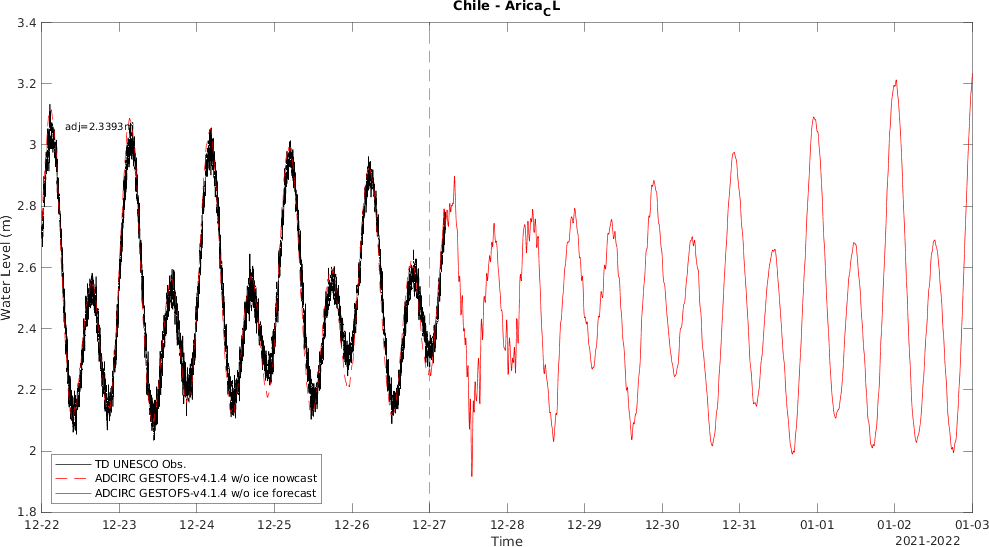 Chile - Arica_CL
3.4
3.2
3
2.8
2.6
2.4
2.2
2
1.8
Water Level (m)
adj=2.3393m
TD UNESCO Obs.
ADCIRC GESTOFS-v4.1.4 w/o ice nowcast
ADCIRC GESTOFS-v4.1.4 w/o ice forecast
12-22 12-23 12-24 12-25 12-26 12-27 12-28 12-29 12-30 12-31 01-01 01-02 01-03
Time
2021-2022